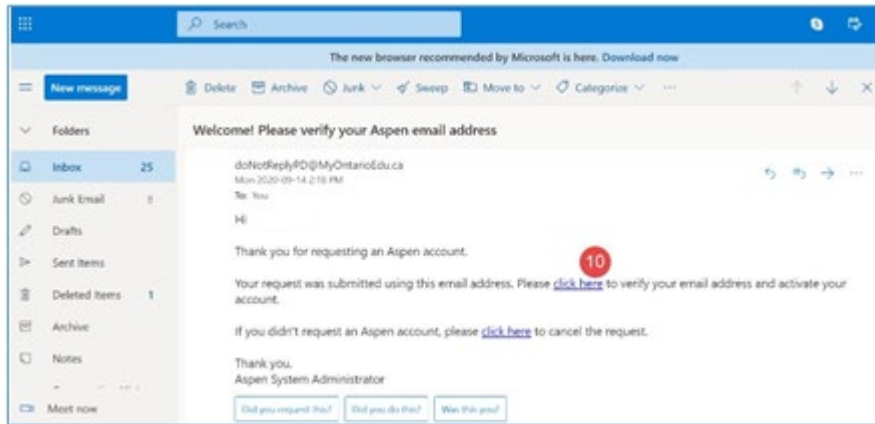 Search
The new browser recommended by Microsoft is here. Download now
New message
Delete Archive Junk Sweep Move to Categorize ...
Folders
Welcome! Please verify your Aspen email address
Inbox 25
doNotReplyPD@MyOntarioEdu.ca
Mon 2020-09-14 2:18 PM
To: You
Junk Email
Hi
Drafts
Thank you for requesting an Aspen account.
10
Sent Items
Your request was submitted using this email address. Please click here to verify your email address and activate your
account.
Deleted Items 1
If you didn't request an Aspen account, please click here to cancel the request.
Archive
Notes
Thank you,
Aspen System Administrator
Meet now
Did you request this? Did you do this? Was this you?